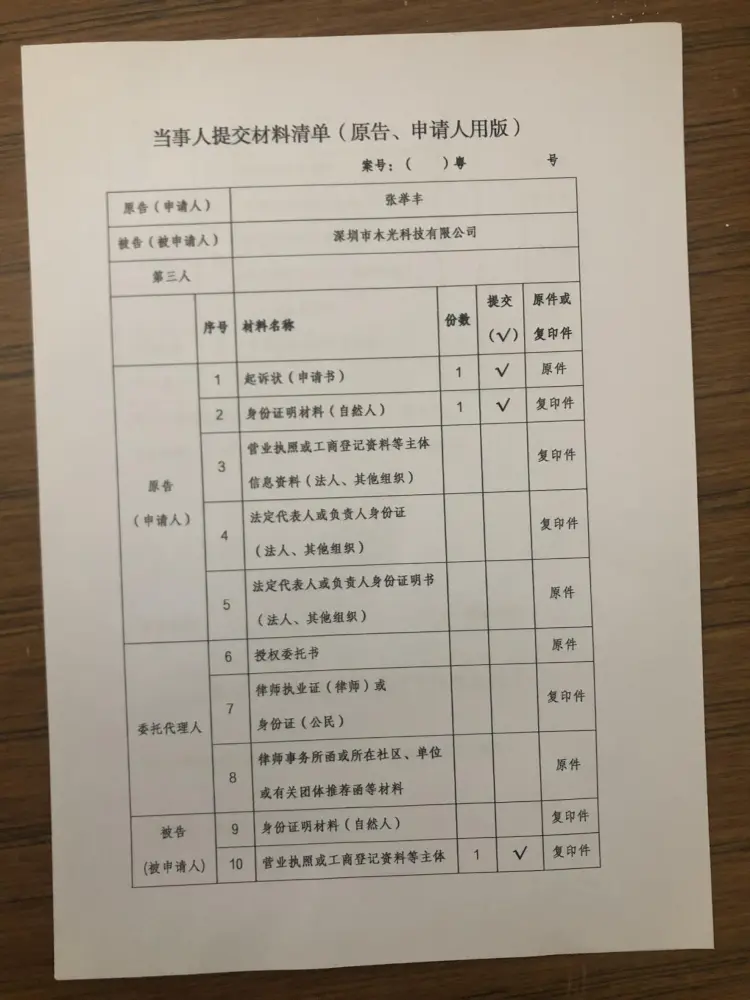 当事人提交材料清单（原告、申请人用版）
案号：（ ）粤 号
原告（申请人） 张举丰
被告（被申请人） 深圳市木光科技有限公司
第三人
序号 材料名称 份数 提交（√） 原件或复印件
原告（申请人）
1 起诉状（申请书） 1 √ 原件
2 身份证明材料（自然人） 1 √ 复印件
3 营业执照或工商登记资料等主体 复印件
信息资料（法人、其他组织）
4 法定代表人或负责人身份证 复印件
（法人、其他组织）
5 法定代表人或负责人身份证明书 原件
（法人、其他组织）
委托代理人
6 授权委托书 原件
7 律师执业证（律师）或 复印件
身份证（公民）
8 律师事务所函或所在社区、单位 原件
或有关团体推荐函等材料
被告
(被申请人)
9 身份证明材料（自然人） 复印件
10 营业执照或工商登记资料等主体 1 √ 复印件